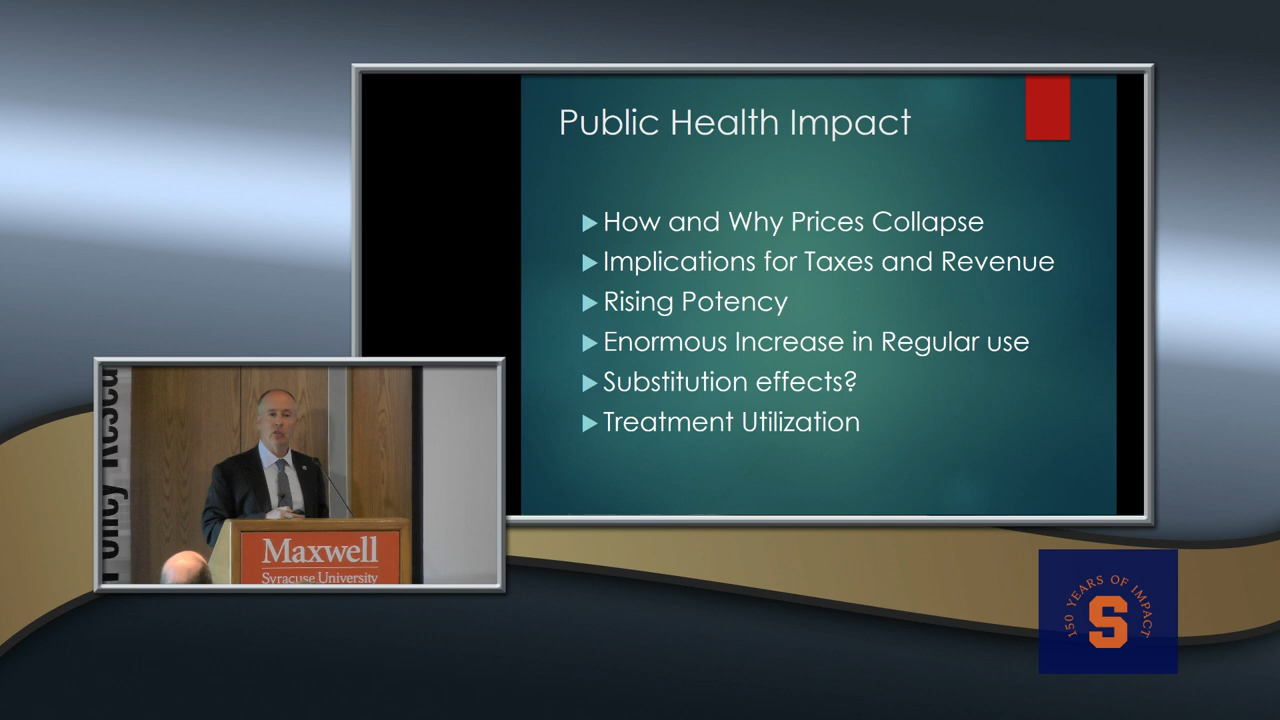 Public Health Impact
How and Why Prices Collapse
Implications for Taxes and Revenue
Rising Potency
Enormous Increase in Regular use
Substitution effects?
Treatment Utilization
Maxwell
Syracuse University
150 YEARS OF IMPACT
S